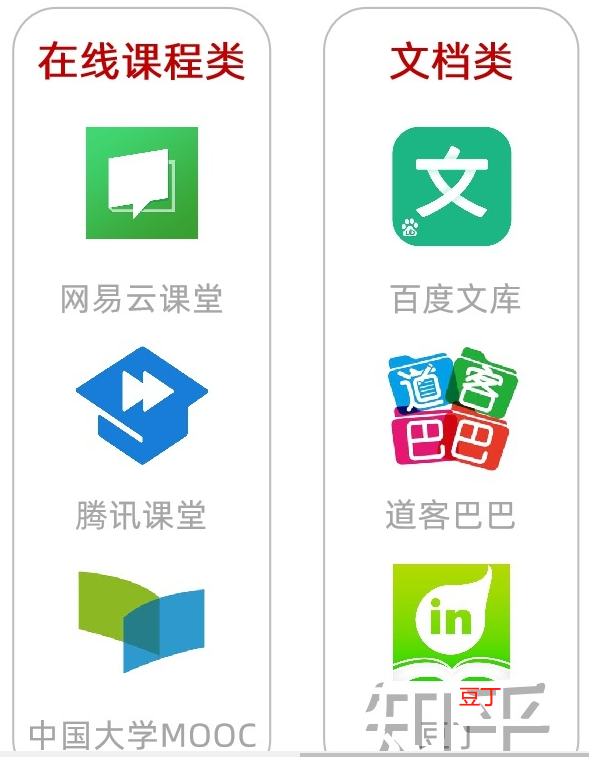 在线课程类
网易云课堂
腾讯课堂
中国大学MOOC
文档类
文
百度文库
道客
巴巴
道客巴巴
in
豆丁
知乎
豆丁